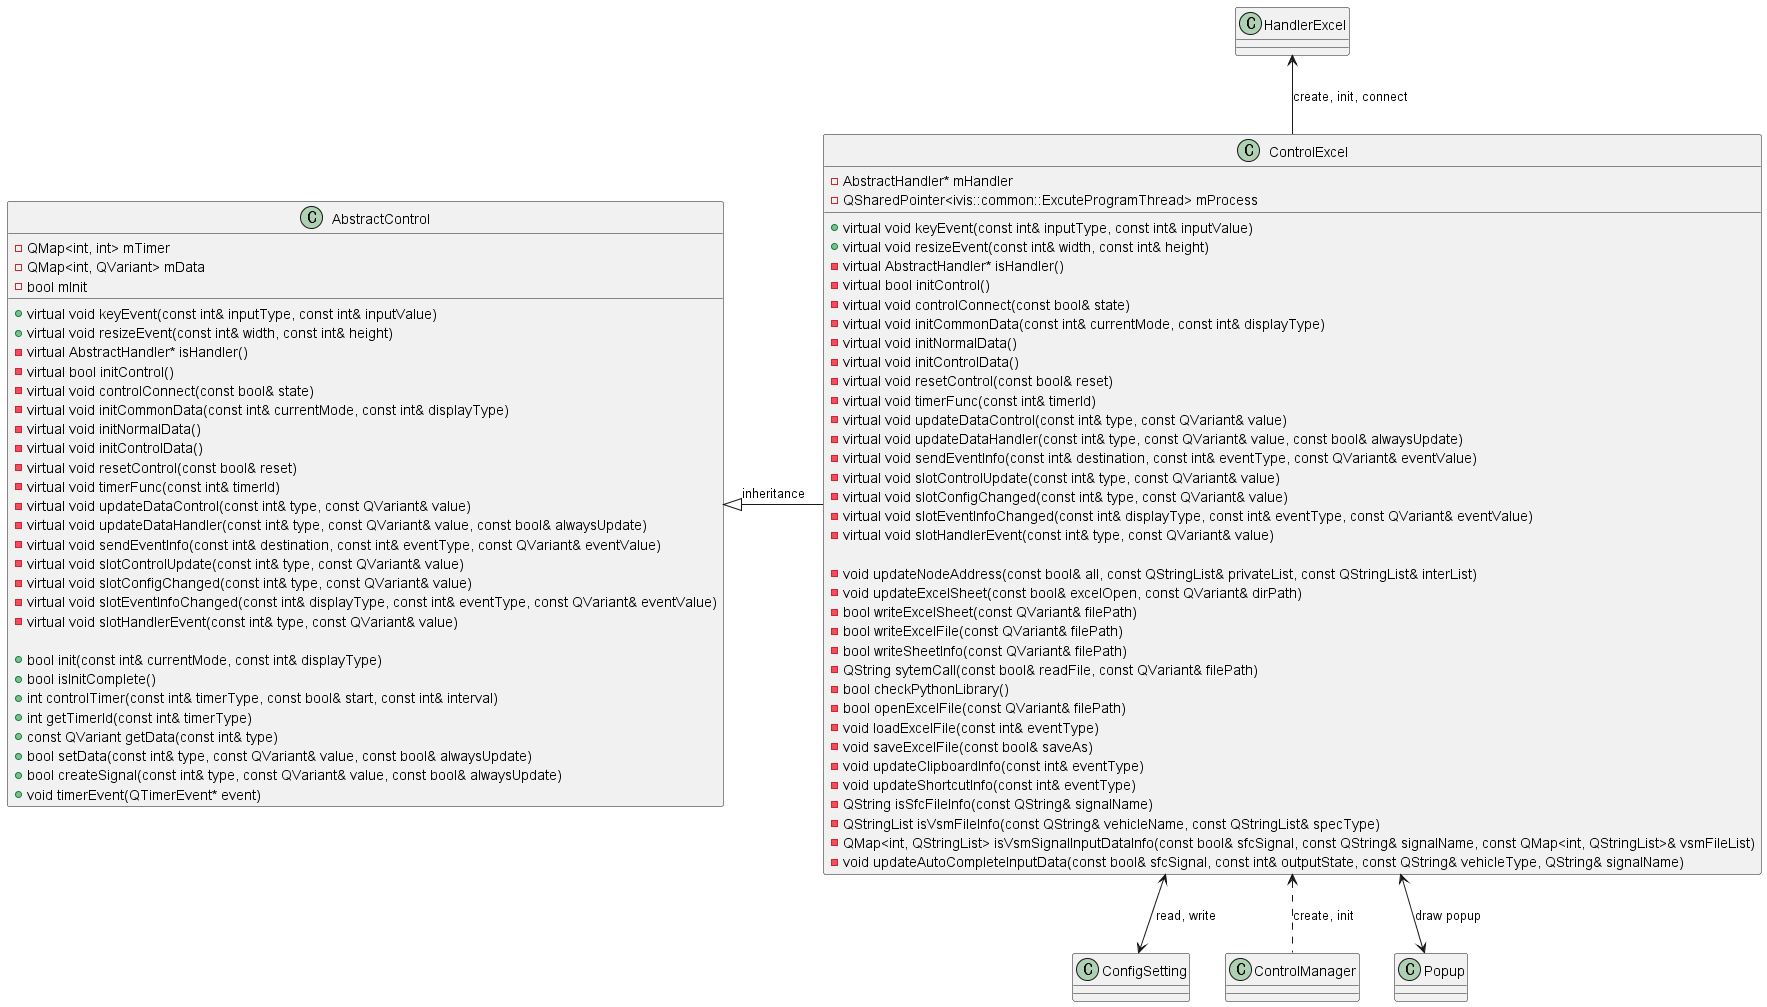 C HandlerExcel
create, init, connect
C ControlExcel
AbstractHandler* mHandler
QSharedPointer<ivis::common::ExcuteProgramThread> mProcess
virtual void keyEvent(const int& inputType, const int& inputValue)
virtual void resizeEvent(const int& width, const int& height)
virtual AbstractHandler* isHandler()
virtual bool initControl()
virtual void controlConnect(const bool& state)
virtual void initCommonData(const int& currentMode, const int& displayType)
virtual void initNormalData()
virtual void initControlData()
virtual void resetControl(const bool& reset)
virtual void timerFunc(const int& timerId)
virtual void updateDataControl(const int& type, const QVariant& value)
virtual void updateDataHandler(const int& type, const QVariant& value, const bool& alwaysUpdate)
virtual void sendEventInfo(const int& destination, const int& eventType, const QVariant& eventValue)
virtual void slotControlUpdate(const int& type, const QVariant& value)
virtual void slotConfigChanged(const int& type, const QVariant& value)
virtual void slotEventInfoChanged(const int& displayType, const int& eventType, const QVariant& eventValue)
virtual void slotHandlerEvent(const int& type, const QVariant& value)
void updateNodeAddress(const bool& all, const QStringList& privateList, const QStringList& interList)
void updateExcelSheet(const bool& excelOpen, const QVariant& dirPath)
bool writeExcelSheet(const QVariant& filePath)
bool writeExcelFile(const QVariant& filePath)
bool writeSheetInfo(const QVariant& filePath)
QString sytemCall(const bool& readFile, const QVariant& filePath)
bool checkPythonLibrary()
bool openExcelFile(const QVariant& filePath)
void loadExcelFile(const int& eventType)
void saveExcelFile(const bool& saveAs)
void updateClipboardInfo(const int& eventType)
void updateShortcutInfo(const int& eventType)
QString isSfcFileInfo(const QString& signalName)
QStringList isVsmFileInfo(const QString& vehicleName, const QStringList& specType)
QMap<int, QStringList> isVsmSignalInputDataInfo(const bool& sfcSignal, const QString& signalName, const QMap<int, QStringList>& vsmFileList)
void updateAutoCompleteInputData(const bool& sfcSignal, const int& outputState, const QString& vehicleType, QString& signalName)
C AbstractControl
QMap<int, int> mTimer
QMap<int, QVariant> mData
bool mInit
virtual void keyEvent(const int& inputType, const int& inputValue)
virtual void resizeEvent(const int& width, const int& height)
virtual AbstractHandler* isHandler()
virtual bool initControl()
virtual void controlConnect(const bool& state)
virtual void initCommonData(const int& currentMode, const int& displayType)
virtual void initNormalData()
virtual void initControlData()
virtual void resetControl(const bool& reset)
virtual void timerFunc(const int& timerId)
virtual void updateDataControl(const int& type, const QVariant& value)
virtual void updateDataHandler(const int& type, const QVariant& value, const bool& alwaysUpdate)
virtual void sendEventInfo(const int& destination, const int& eventType, const QVariant& eventValue)
virtual void slotControlUpdate(const int& type, const QVariant& value)
virtual void slotConfigChanged(const int& type, const QVariant& value)
virtual void slotEventInfoChanged(const int& displayType, const int& eventType, const QVariant& eventValue)
virtual void slotHandlerEvent(const int& type, const QVariant& value)
bool init(const int& currentMode, const int& displayType)
bool isInitComplete()
int controlTimer(const int& timerType, const bool& start, const int& interval)
int getTimerId(const int& timerType)
const QVariant getData(const int& type)
bool setData(const int& type, const QVariant& value, const bool& alwaysUpdate)
bool createSignal(const int& type, const QVariant& value, const bool& alwaysUpdate)
void timerEvent(QTimerEvent* event)
inheritance
read, write
create, init
draw popup
C ConfigSetting
C ControlManager
C Popup